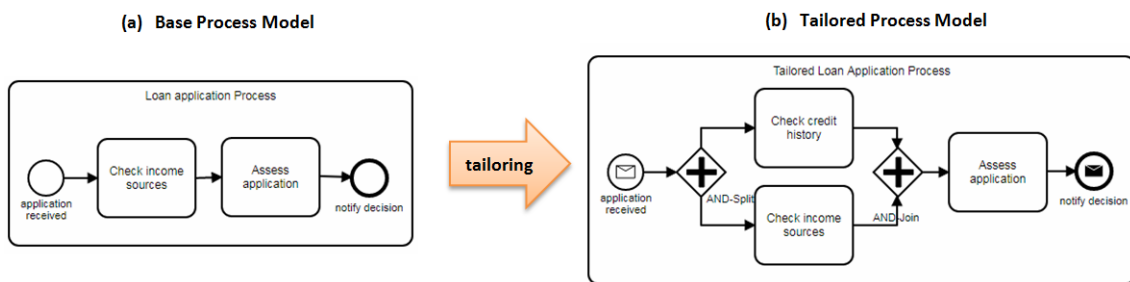 (a) Base Process Model
(b) Tailored Process Model
Loan application Process
Check income
sources
Assess
application
application
received
notify decision
tailoring
Tailored Loan Application Process
Check credit
history
application
received
AND-Split
Check income
sources
AND-Join
Assess
application
notify decision